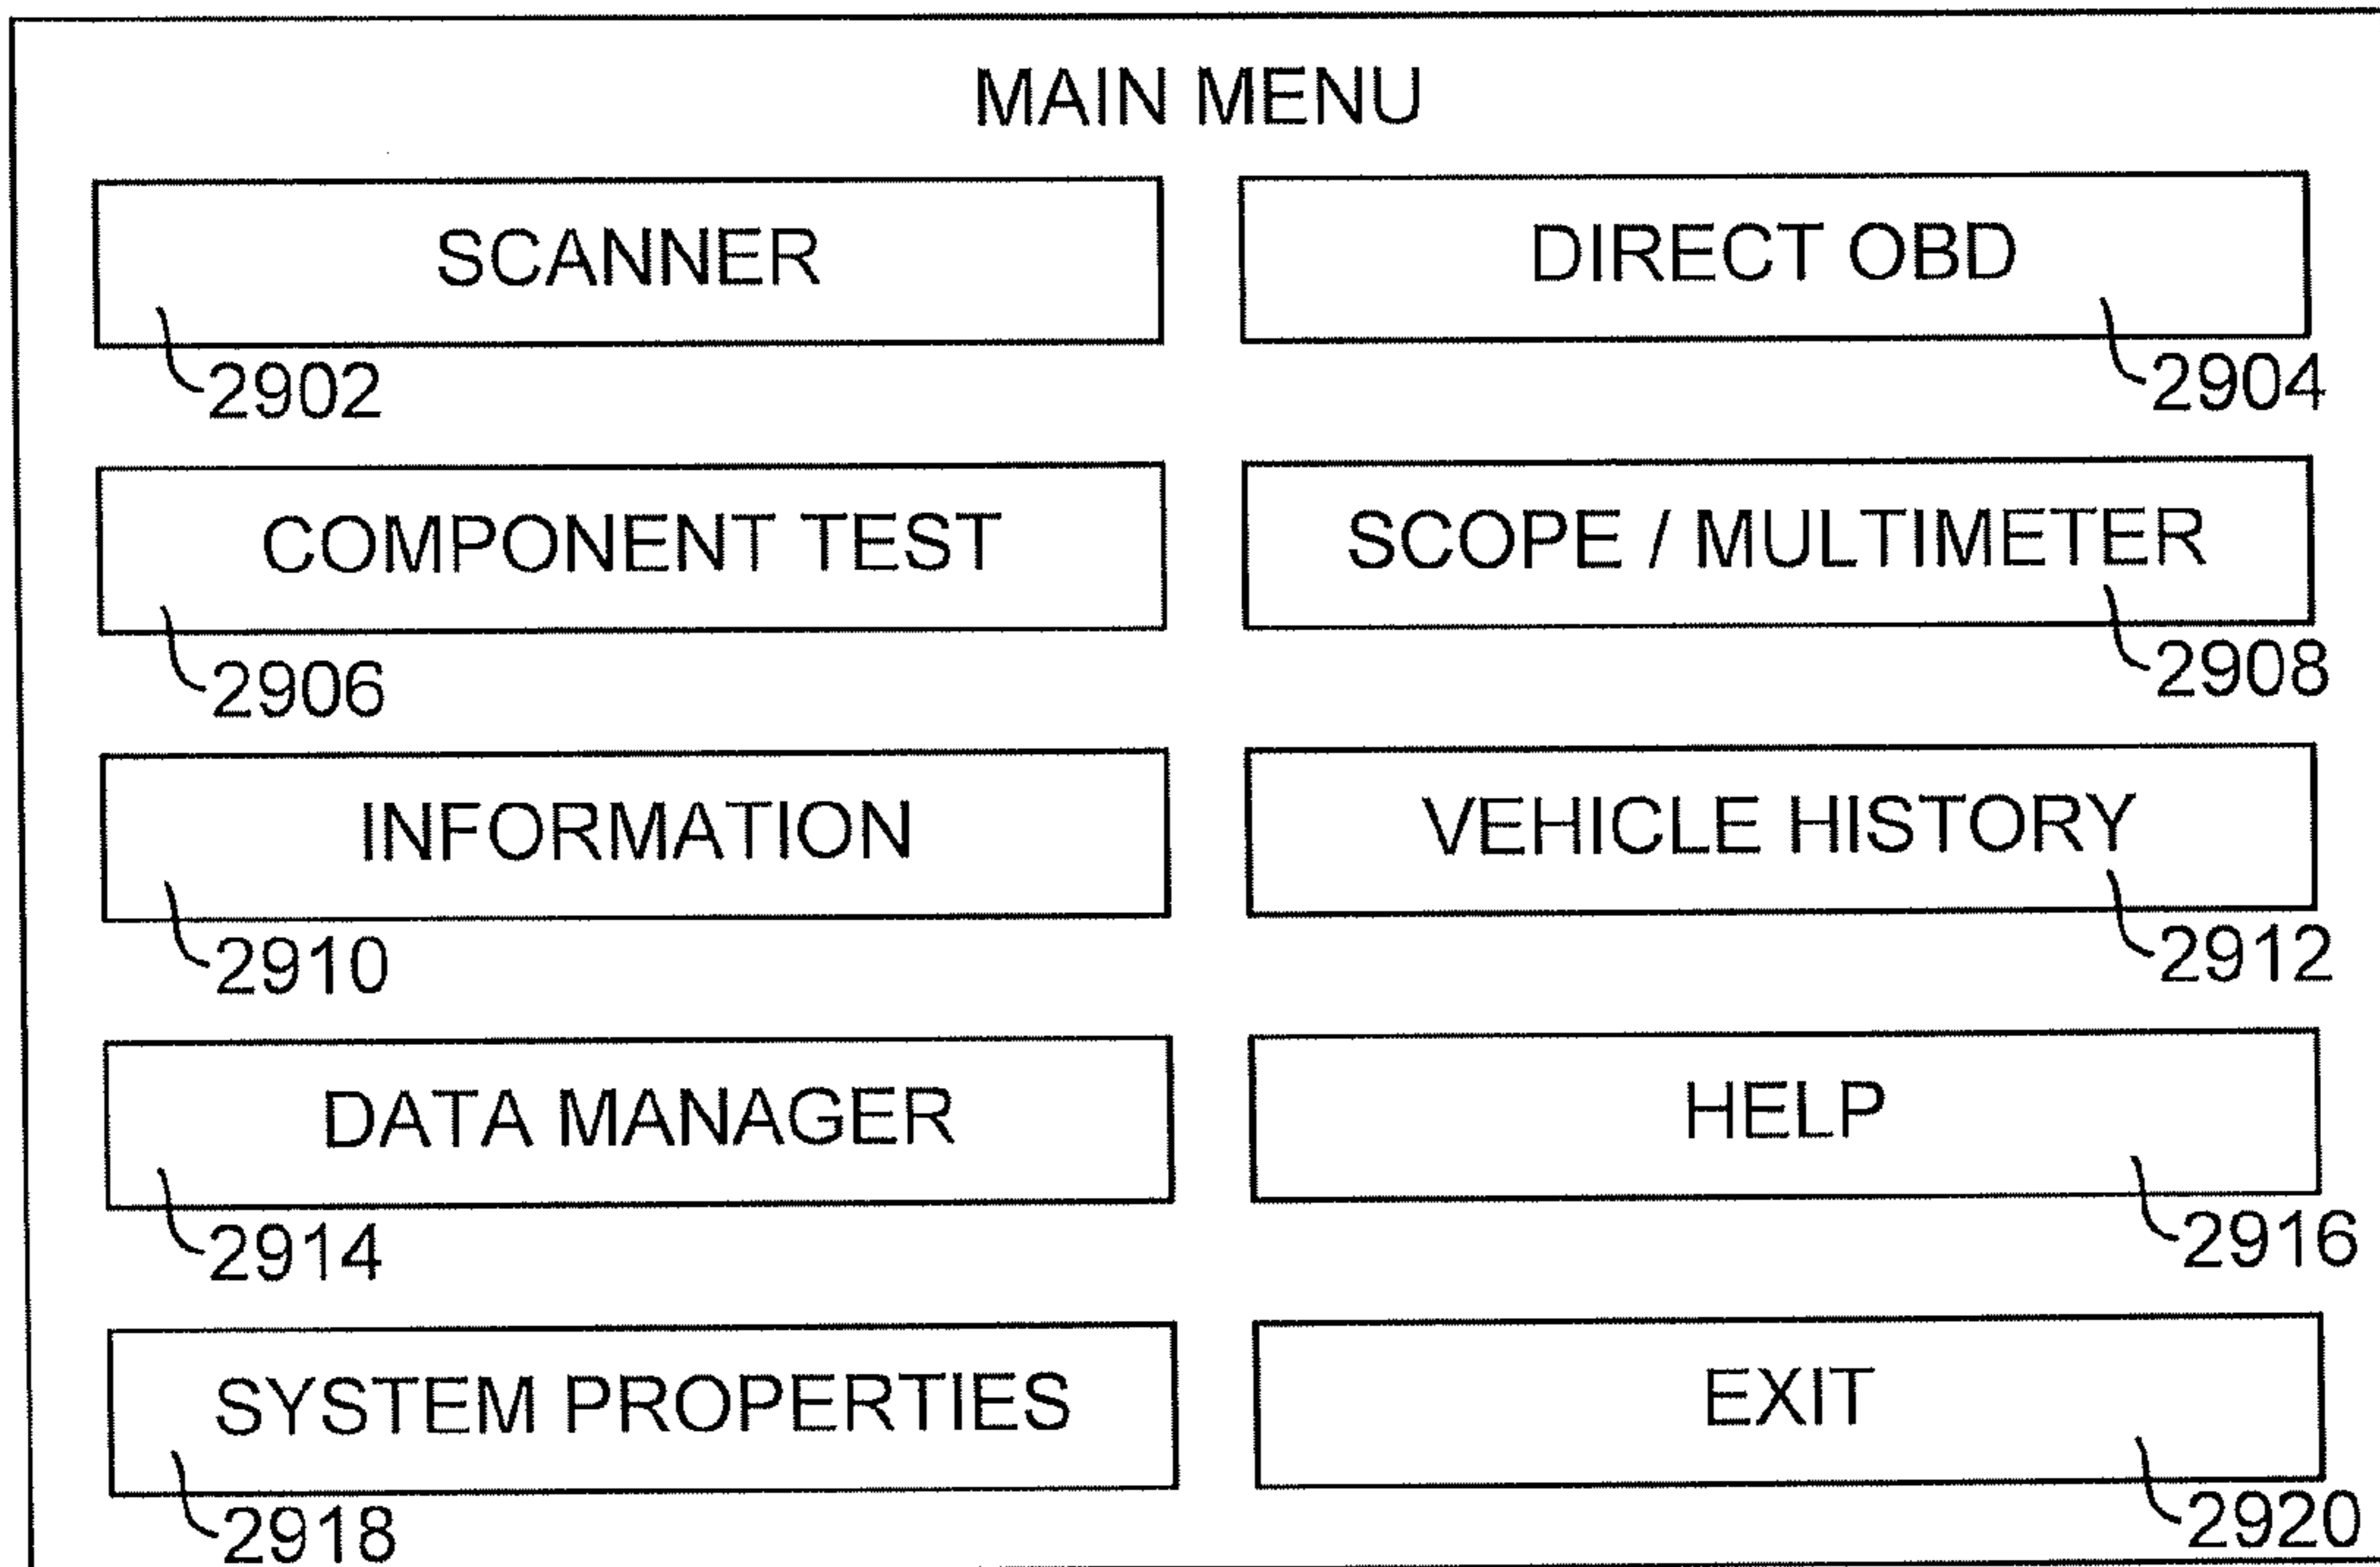 MAIN MENU
SCANNER
DIRECT OBD
2902
2904
COMPONENT TEST
SCOPE / MULTIMETER
2906
2908
INFORMATION
VEHICLE HISTORY
2910
2912
DATA MANAGER
HELP
2914
2916
SYSTEM PROPERTIES
EXIT
2918
2920